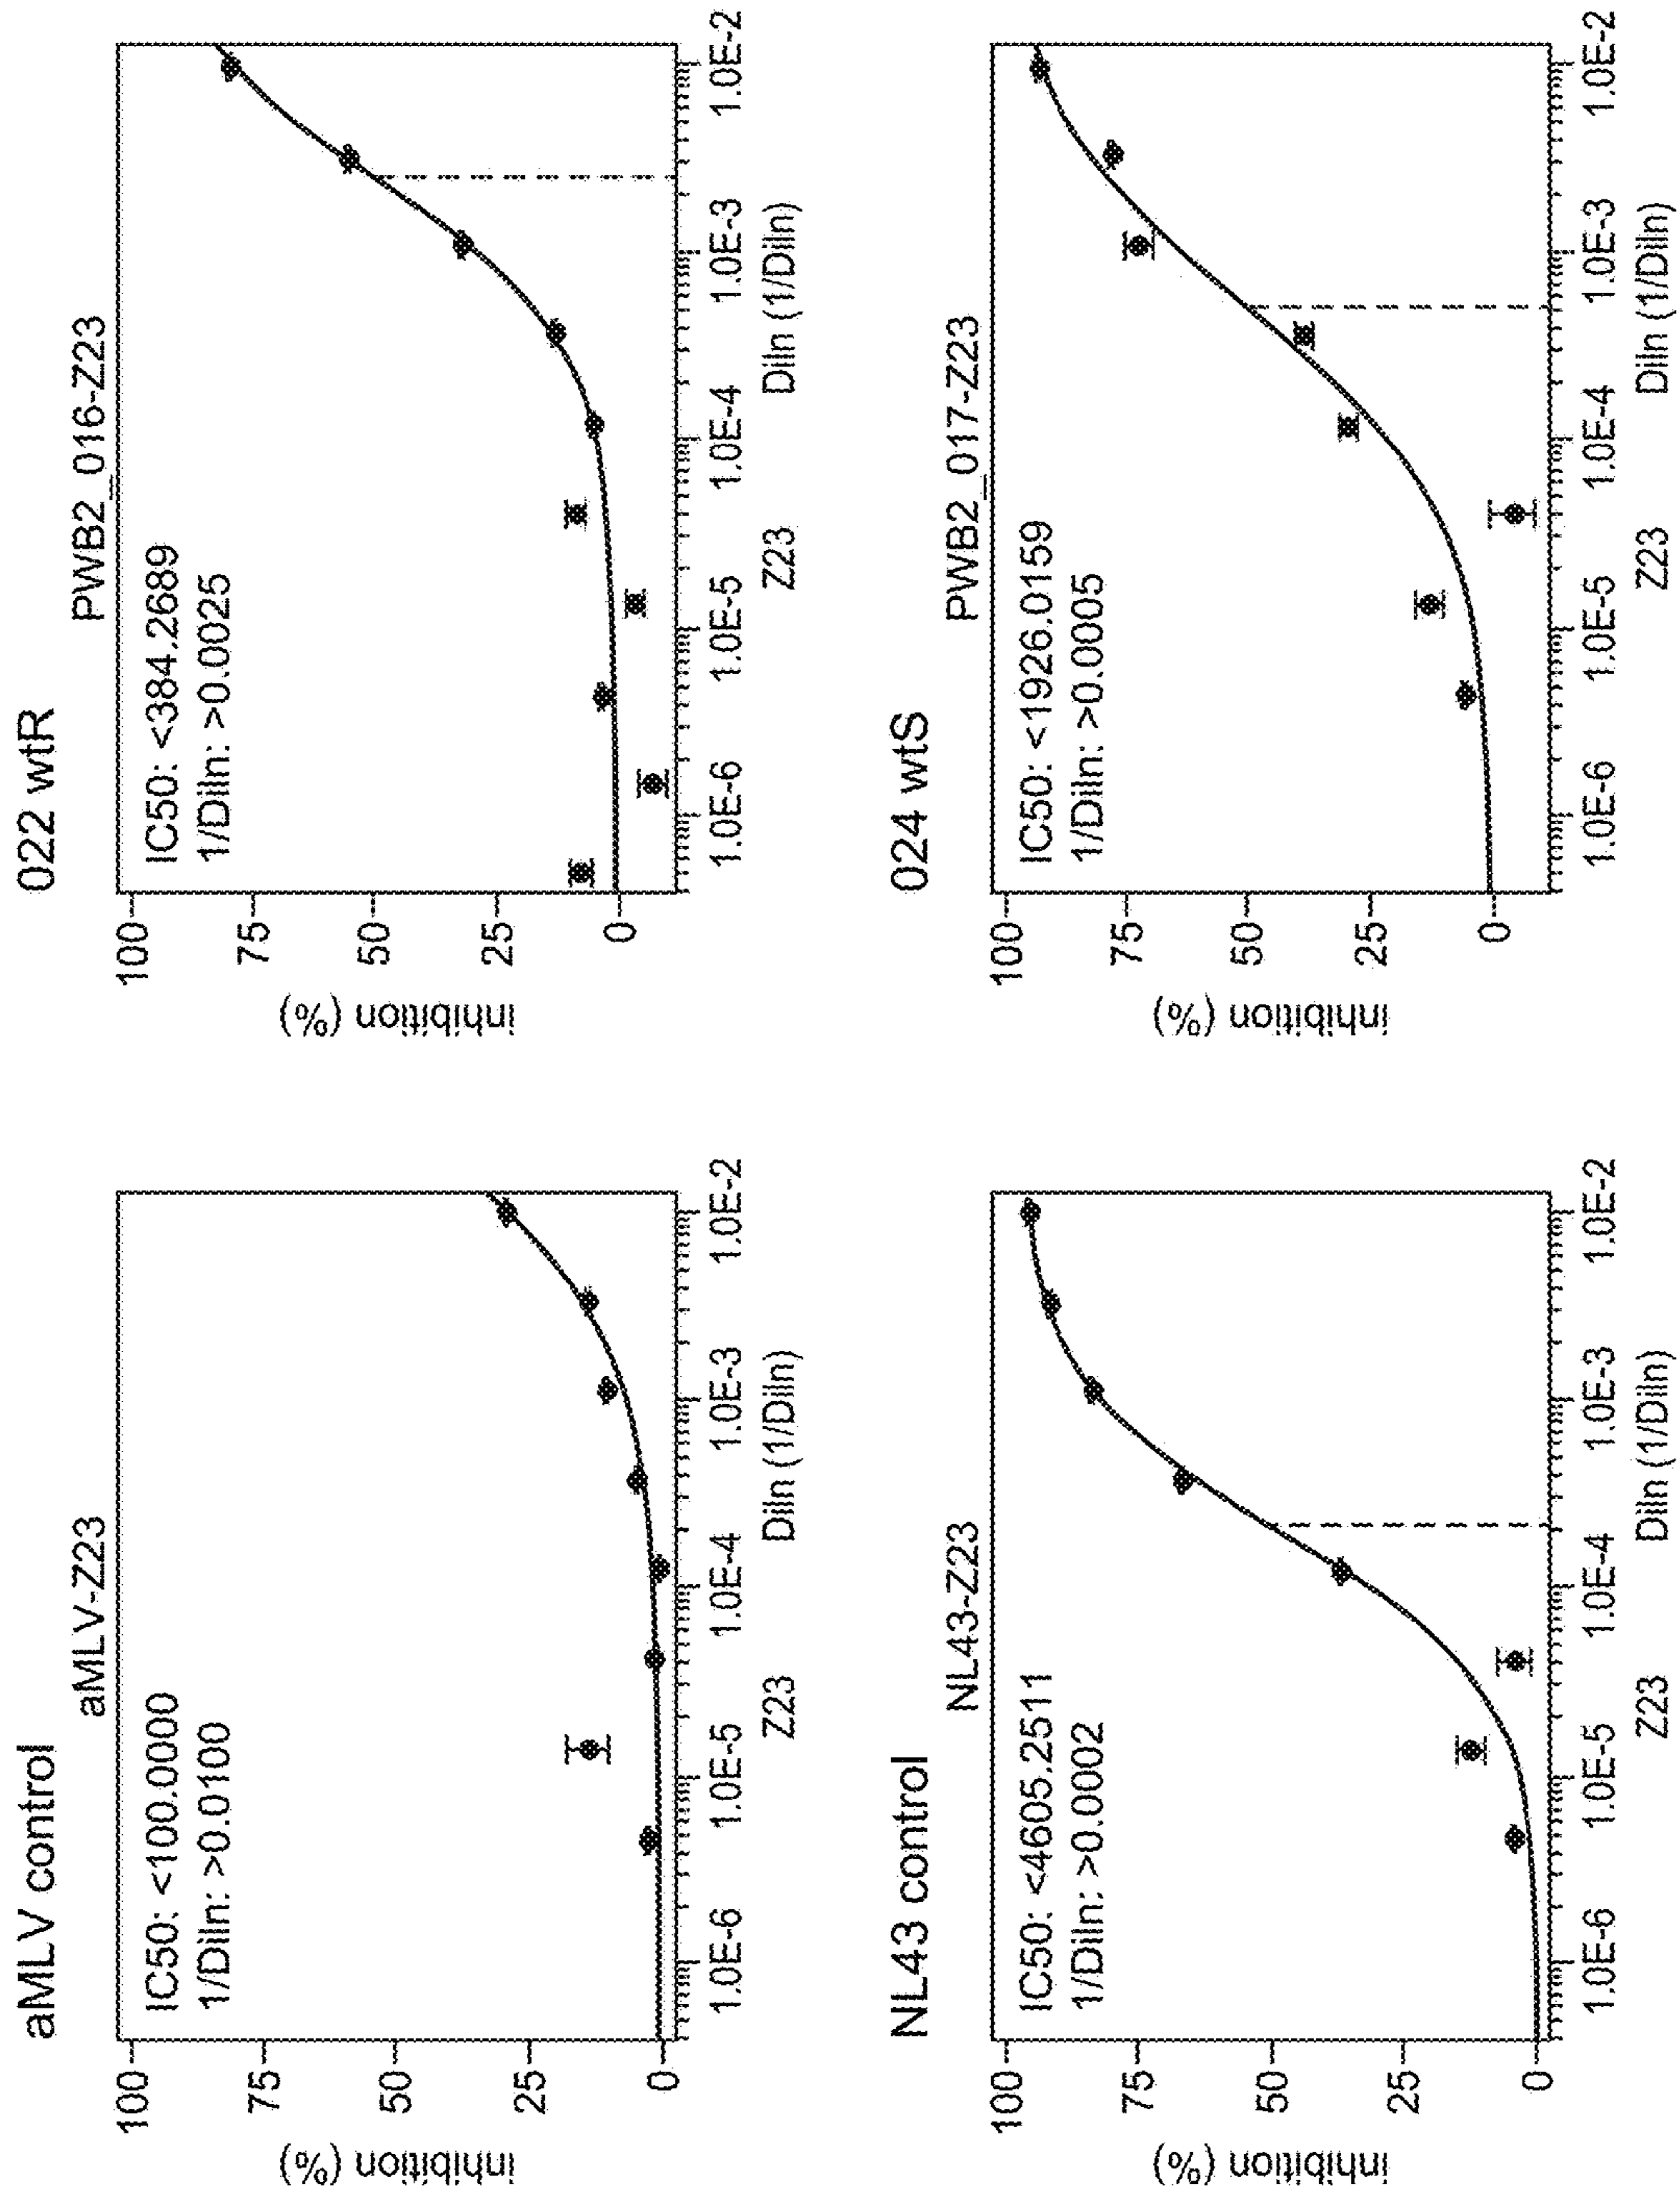 aMLV control
aMLV-Z23
IC50: <100.0000
1/Diln: >0.0100
inhibition (%)
100
75
50
25
0
1.0E-6
1.0E-5
1.0E-4
1.0E-3
1.0E-2
Z23
Diln (1/Diln)
022 wtR
PWB2_016-Z23
IC50: <384.2689
1/Diln: >0.0025
inhibition (%)
100
75
50
25
0
1.0E-6
1.0E-5
1.0E-4
1.0E-3
1.0E-2
Z23
Diln (1/Diln)
NL43 control
NL43-Z23
IC50: <4605.2511
1/Diln: >0.0002
inhibition (%)
100
75
50
25
0
1.0E-6
1.0E-5
1.0E-4
1.0E-3
1.0E-2
Z23
Diln (1/Diln)
024 wtS
PWB2_017-Z23
IC50: <1926.0159
1/Diln: >0.0005
inhibition (%)
100
75
50
25
0
1.0E-6
1.0E-5
1.0E-4
1.0E-3
1.0E-2
Z23
Diln (1/Diln)